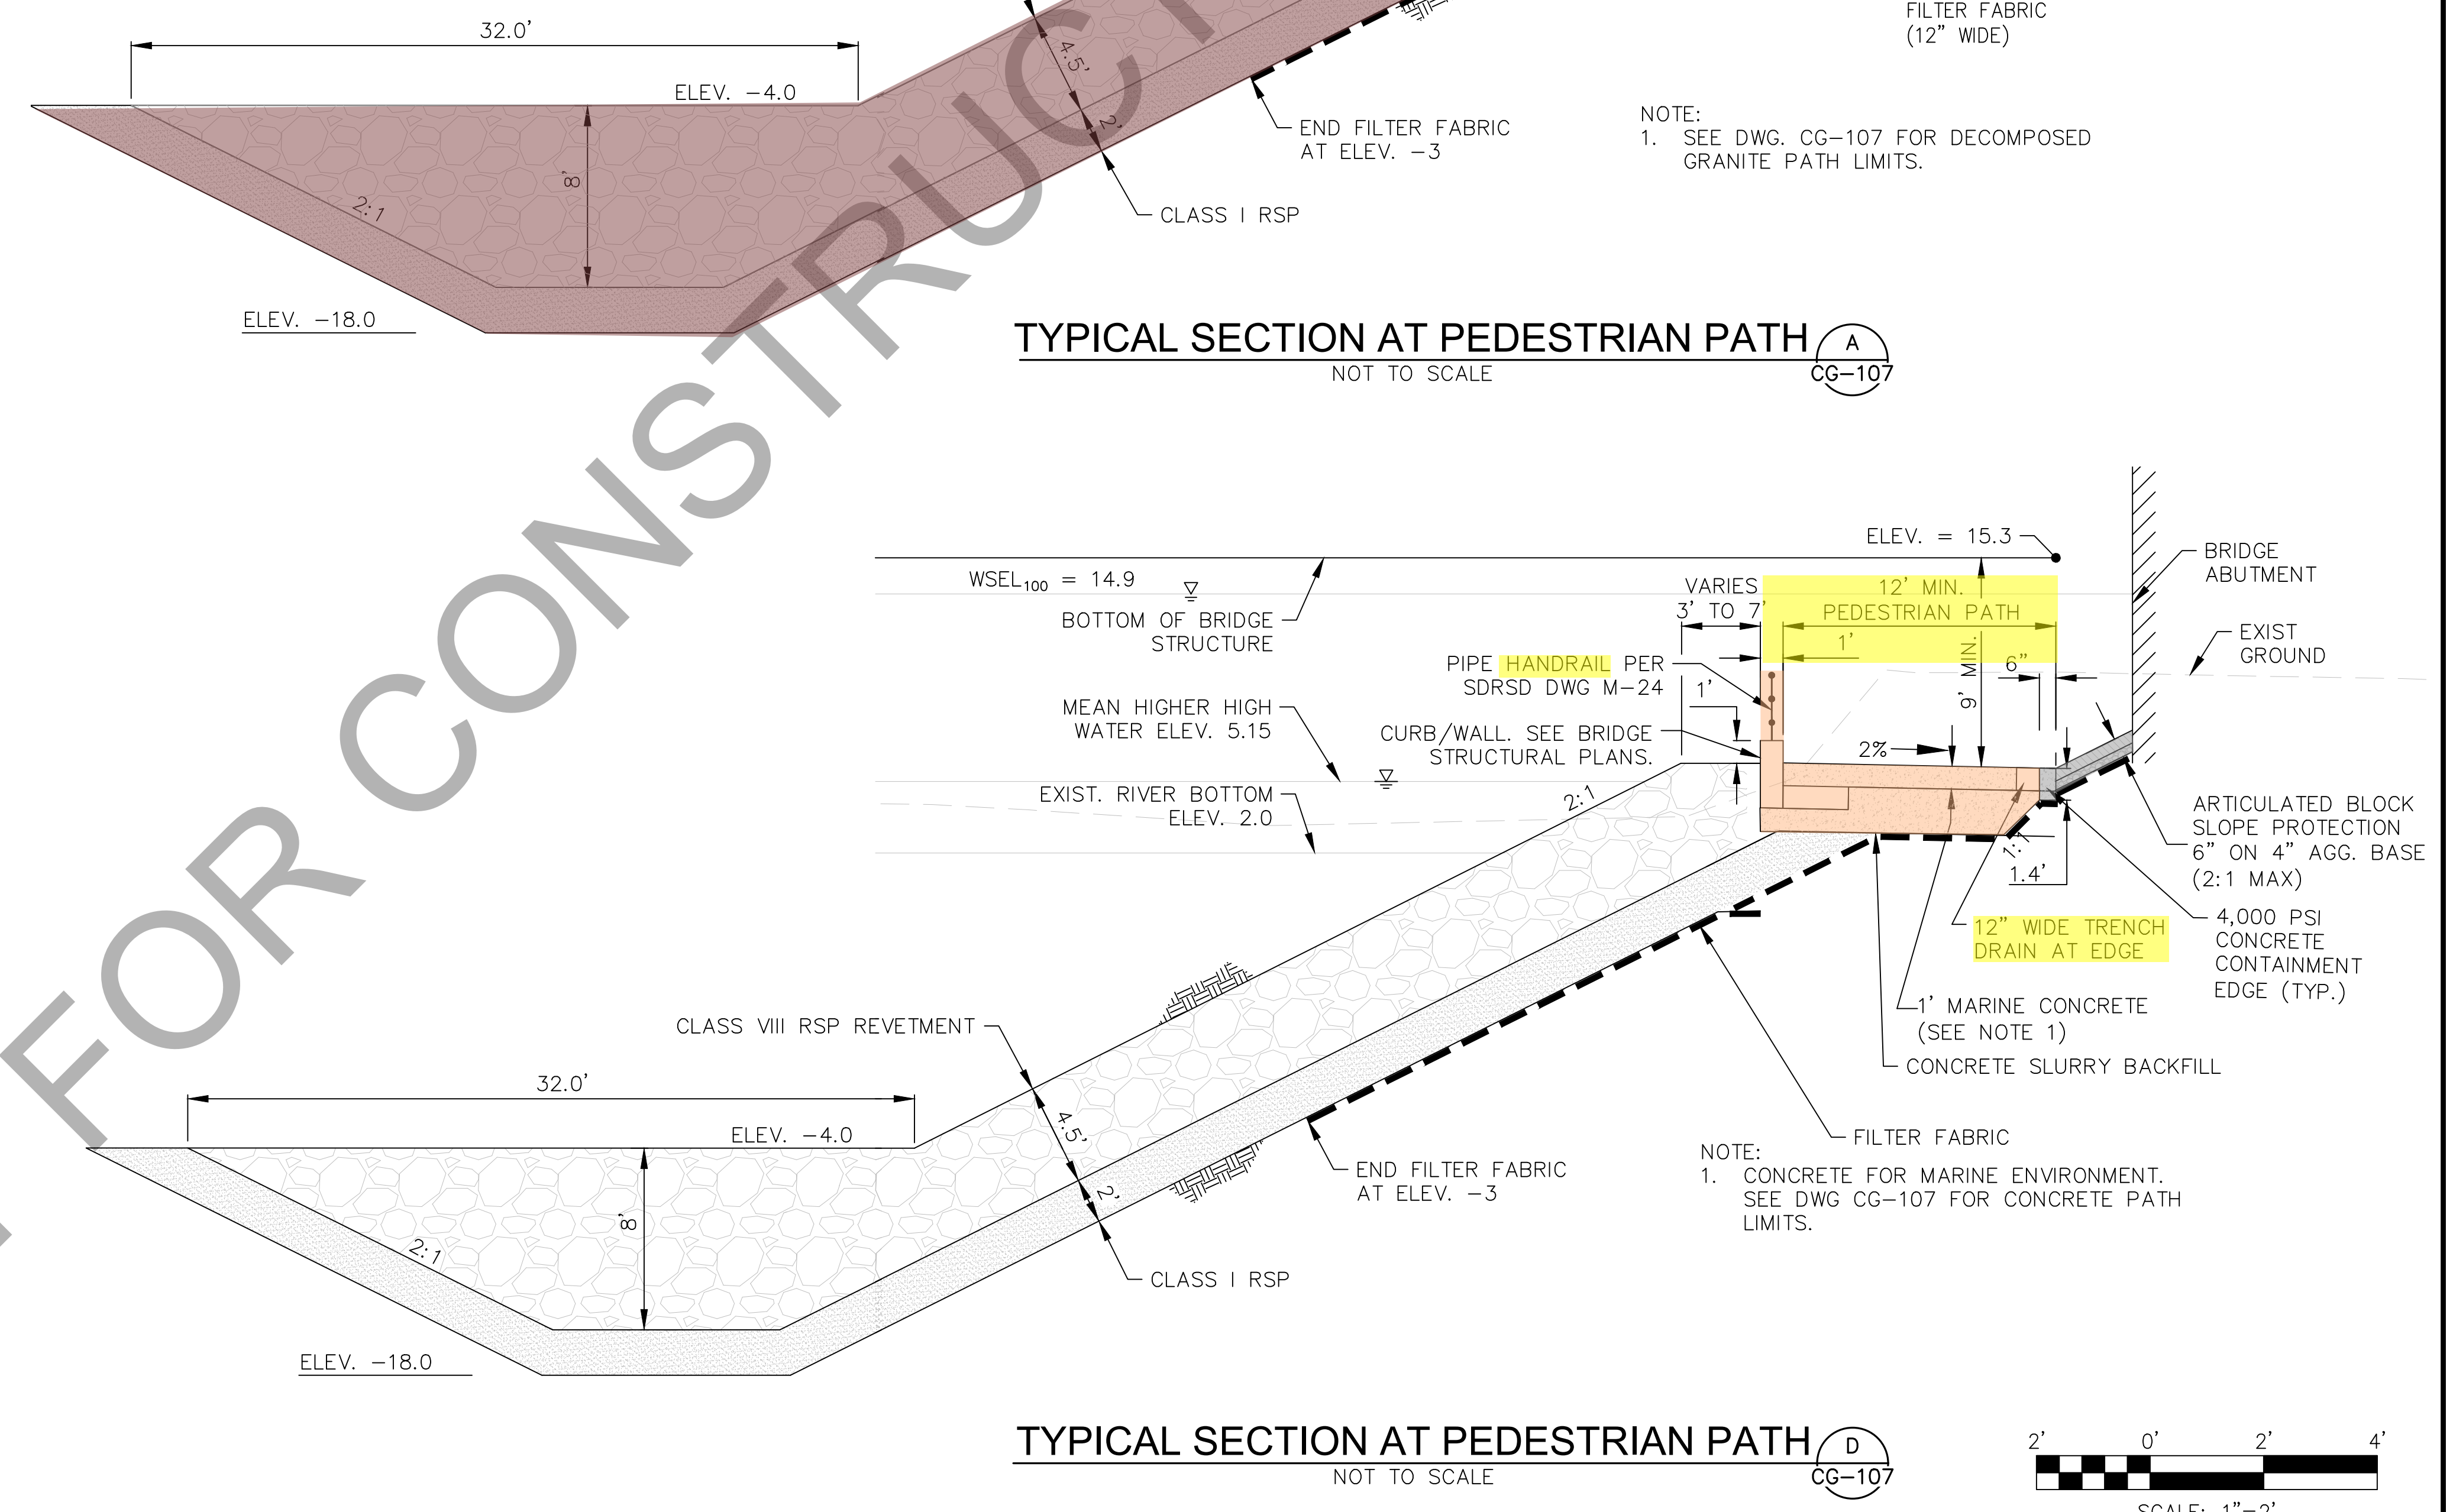 FILTER FABRIC
(12" WIDE)
32.0'
ELEV. -4.0
4.5'
2'
8'
2:1
END FILTER FABRIC
AT ELEV. -3
CLASS I RSP
ELEV. -18.0
NOTE:
1. SEE DWG. CG-107 FOR DECOMPOSED
GRANITE PATH LIMITS.
TYPICAL SECTION AT PEDESTRIAN PATH
NOT TO SCALE
A
CG-107
FOR CONSTRUCT
ELEV. = 15.3
BRIDGE
ABUTMENT
WSEL100 = 14.9
BOTTOM OF BRIDGE
STRUCTURE
VARIES
3' TO 7'
12' MIN.
PEDESTRIAN PATH
1'
9' MIN.
6"
EXIST
GROUND
PIPE HANDRAIL PER
SDRSD DWG M-24
1'
MEAN HIGHER HIGH
WATER ELEV. 5.15
CURB/WALL. SEE BRIDGE
STRUCTURAL PLANS.
2%
EXIST. RIVER BOTTOM
ELEV. 2.0
2:1
1:1
1.4'
ARTICULATED BLOCK
SLOPE PROTECTION
6" ON 4" AGG. BASE
(2:1 MAX)
12" WIDE TRENCH
DRAIN AT EDGE
4,000 PSI
CONCRETE
CONTAINMENT
EDGE (TYP.)
1' MARINE CONCRETE
(SEE NOTE 1)
CONCRETE SLURRY BACKFILL
CLASS VIII RSP REVETMENT
32.0'
ELEV. -4.0
4.5'
2'
8'
2:1
FILTER FABRIC
END FILTER FABRIC
AT ELEV. -3
CLASS I RSP
ELEV. -18.0
NOTE:
1. CONCRETE FOR MARINE ENVIRONMENT.
SEE DWG CG-107 FOR CONCRETE PATH
LIMITS.
TYPICAL SECTION AT PEDESTRIAN PATH
NOT TO SCALE
D
CG-107
2' 0' 2' 4'
SCALE: 1"=2'